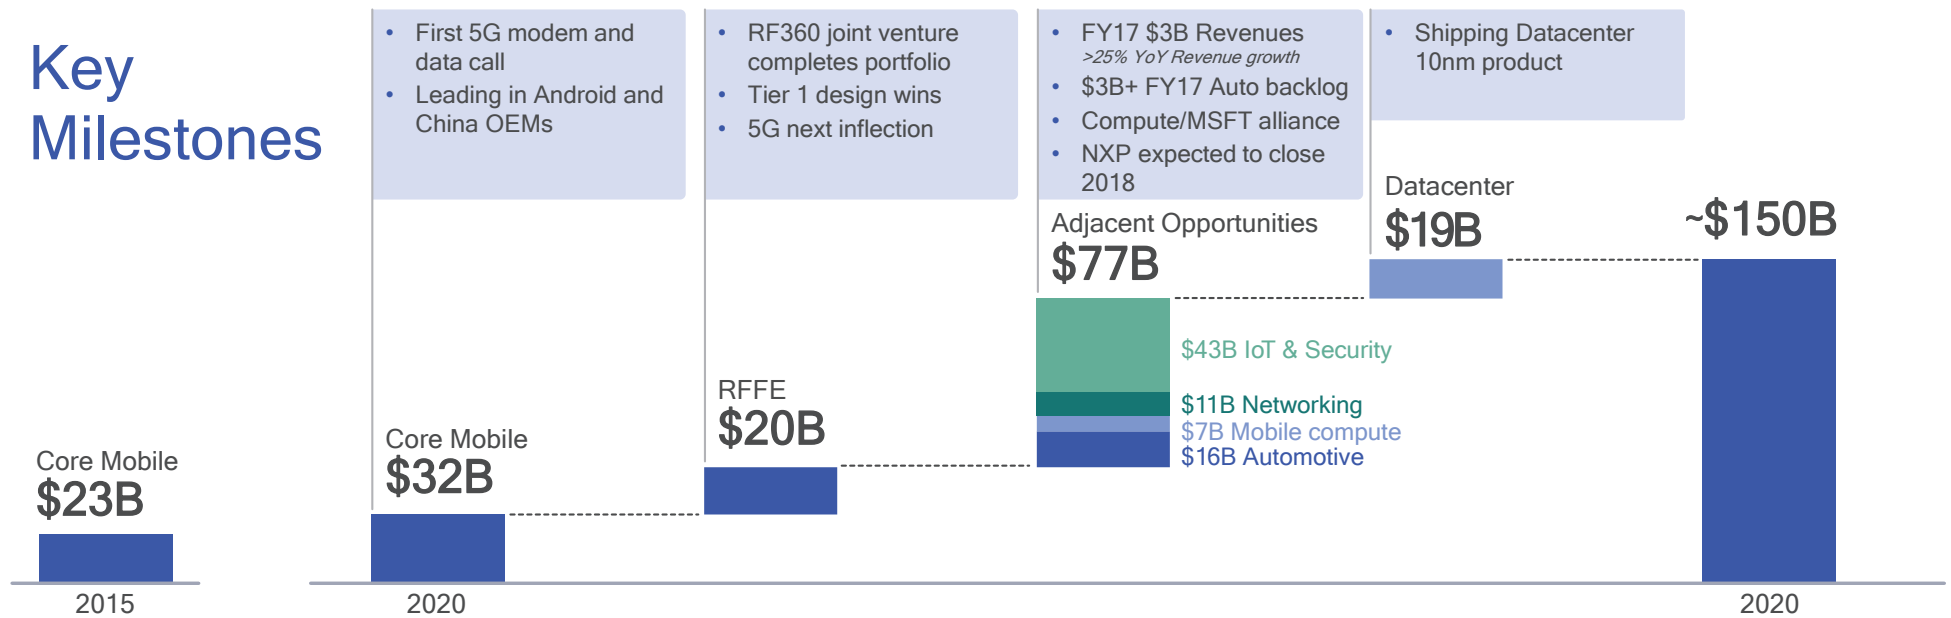 Key
Milestones
• First 5G modem and
data call
• Leading in Android and
China OEMs
• RF360 joint venture
completes portfolio
• Tier 1 design wins
• 5G next inflection
• FY17 $3B Revenues
>25% YoY Revenue growth
• $3B+ FY17 Auto backlog
• Compute/MSFT alliance
• NXP expected to close
2018
• Shipping Datacenter
10nm product
Core Mobile
$23B
2015
Core Mobile
$32B
2020
RFFE
$20B
Adjacent Opportunities
$77B
$43B IoT & Security
$11B Networking
$7B Mobile compute
$16B Automotive
Datacenter
$19B
~$150B
2020